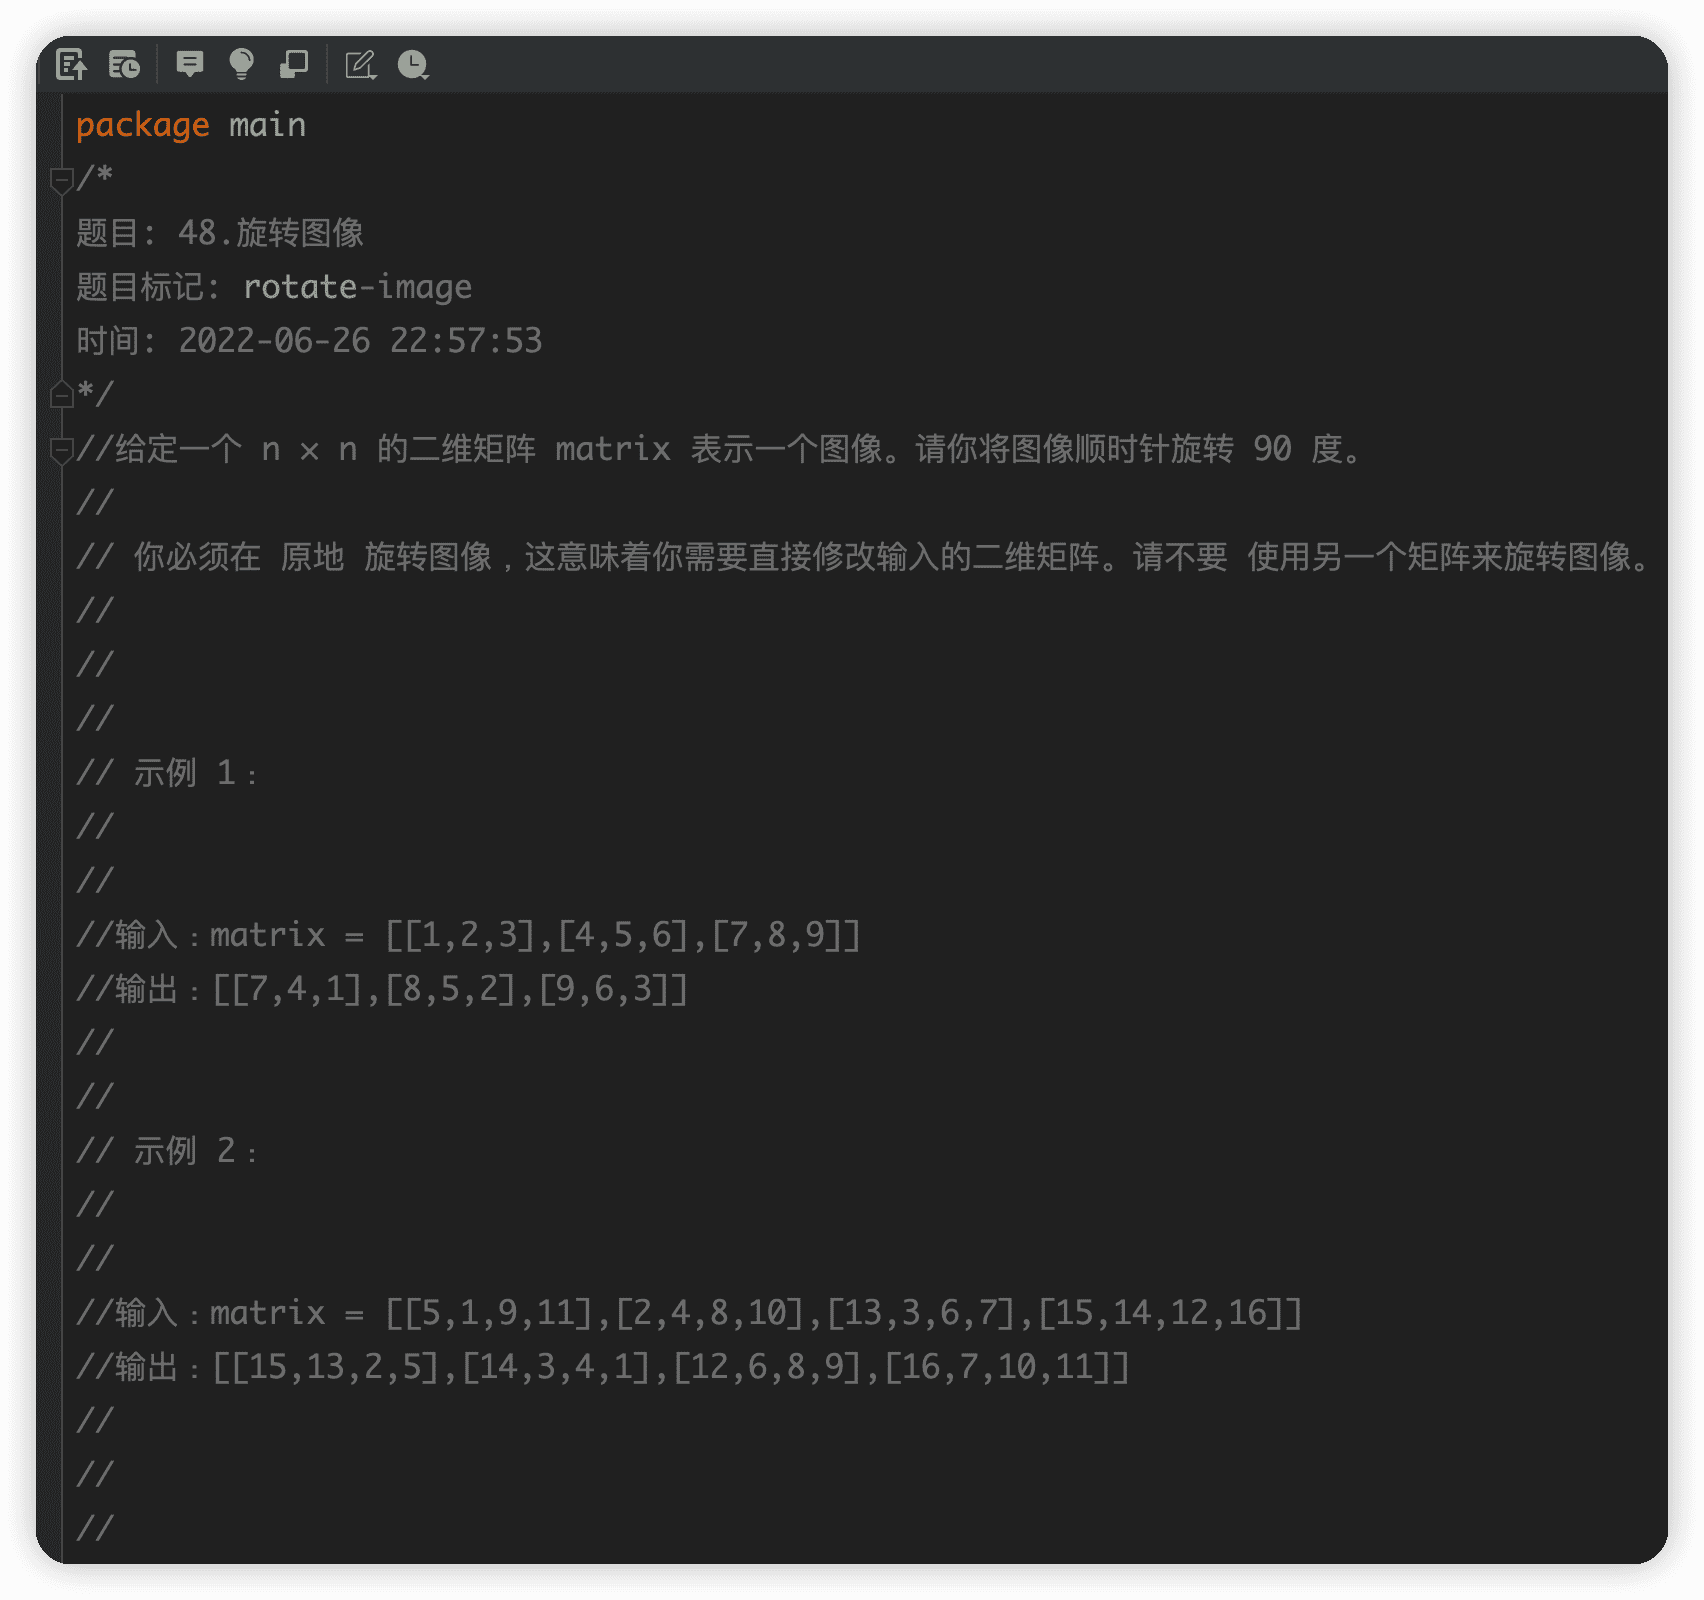 package main
/*
题目: 48.旋转图像
题目标记: rotate-image
时间: 2022-06-26 22:57:53
*/
//给定一个 n × n 的二维矩阵 matrix 表示一个图像。请你将图像顺时针旋转 90 度。
//
// 你必须在 原地 旋转图像，这意味着你需要直接修改输入的二维矩阵。请不要 使用另一个矩阵来旋转图像。
//
//
//
// 示例 1：
//
//
//输入：matrix = [[1,2,3],[4,5,6],[7,8,9]]
//输出：[[7,4,1],[8,5,2],[9,6,3]]
//
//
// 示例 2：
//
//
//输入：matrix = [[5,1,9,11],[2,4,8,10],[13,3,6,7],[15,14,12,16]]
//输出：[[15,13,2,5],[14,3,4,1],[12,6,8,9],[16,7,10,11]]
//
//
//